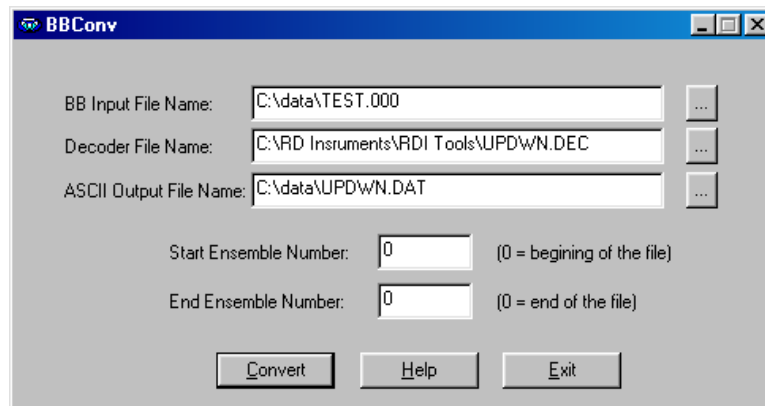 BBConv
BB Input File Name: C:\data\TEST.000 ...
Decoder File Name: C:\RD Insruments\RDI Tools\UPDWN.DEC ...
ASCII Output File Name: C:\data\UPDWN.DAT ...
Start Ensemble Number: 0 (0 = begining of the file)
End Ensemble Number: 0 (0 = end of the file)
Convert Help Exit